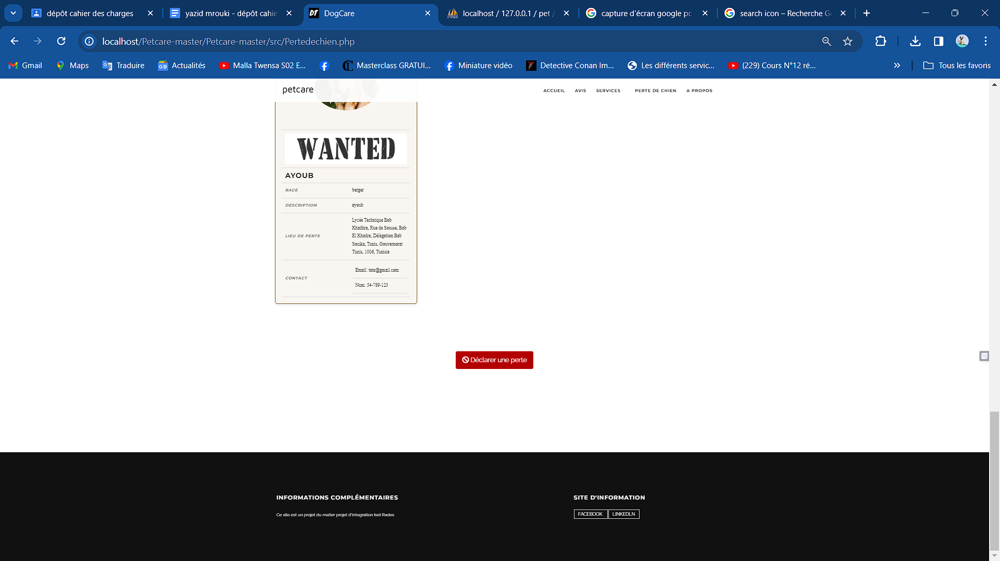 dépôt cahier des charges
yazid mrouki - dépôt cahie
DogCare
localhost / 127.0.0.1 / pet /
capture d'écran google pc
search icon – Recherche Go
localhost/Petcare-master/Petcare-master/src/Pertedechien.php
Gmail
Maps
Traduire
Actualités
Malla Twensa S02 E...
Masterclass GRATUI...
Miniature vidéo
Detective Conan Im...
Les différents servic...
(229) Cours N°12 ré...
Tous les favoris
petcare
ACCUEIL
AVIS
SERVICES
PERTE DE CHIEN
A PROPOS
WANTED
AYOUB
RACE
berger
DESCRIPTION
ayoub
LIEU DE PERTE
Lycée Technique Bab
Khadhra, Rue de Sousse, Bab
El Khadra, Délégation Bab
Souika, Tunis, Gouvernorat
Tunis, 1006, Tunisie
CONTACT
Email: tata@gmail.com
Num: 54-789-123
Déclarer une perte
INFORMATIONS COMPLÉMENTAIRES
Ce site est un projet du matier projet d'integration Iset Rades
SITE D'INFORMATION
FACEBOOK
LINKEDLN